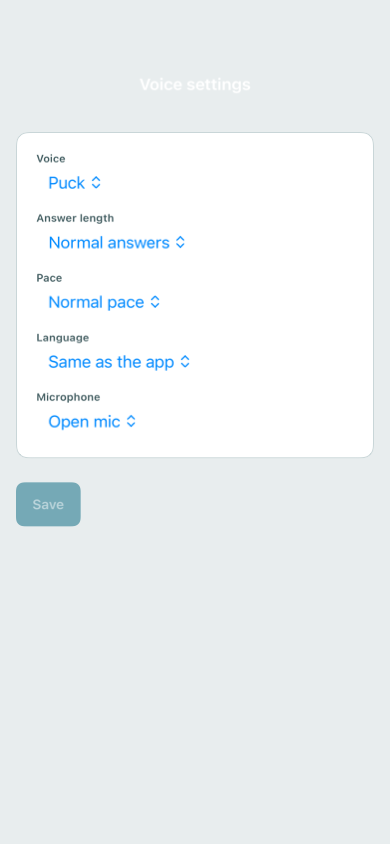 Voice settings
Voice
Puck
Answer length
Normal answers
Pace
Normal pace
Language
Same as the app
Microphone
Open mic
Save